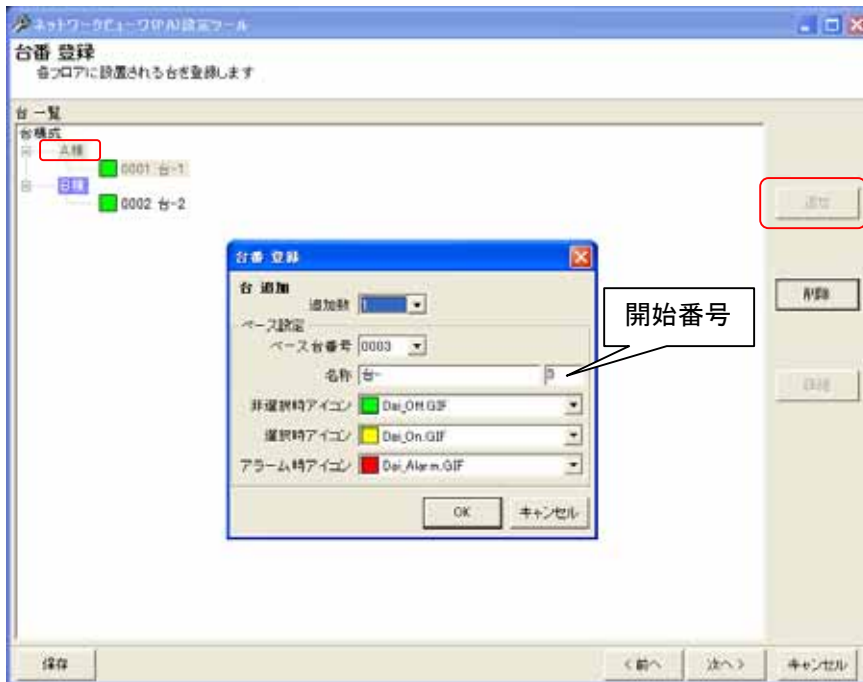 ネットワークビューワ(PA)設定ツール
台番 登録
各フロアに設置される台を登録します
台 一覧
台構成
A棟
0001 台-1
B棟
0002 台-2
追加
削除
台番 登録
台 追加
追加数 1
ベース設定
ベース台番号 0003
名称 台- 3
開始番号
非選択時アイコン Dai_Off.GIF
選択時アイコン Dai_On.GIF
アラーム時アイコン Dai_Alarm.GIF
OK キャンセル
保存 <前へ 次へ> キャンセル